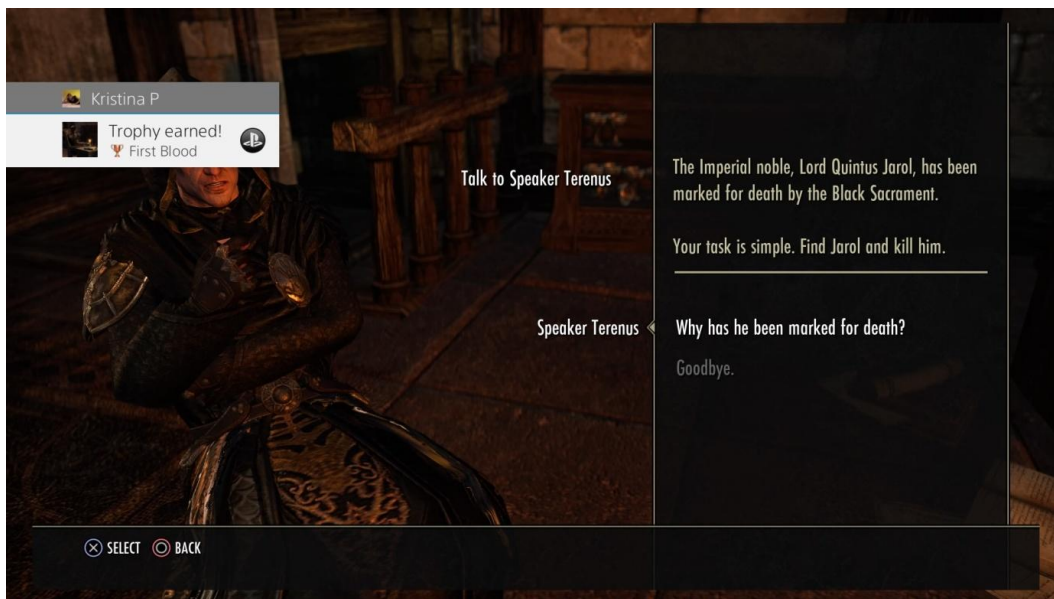 Kristina P
Trophy earned!
First Blood
Talk to Speaker Terenus
The Imperial noble, Lord Quintus Jarol, has been
marked for death by the Black Sacrament.
Your task is simple. Find Jarol and kill him.
Speaker Terenus
Why has he been marked for death?
Goodbye.
SELECT
BACK